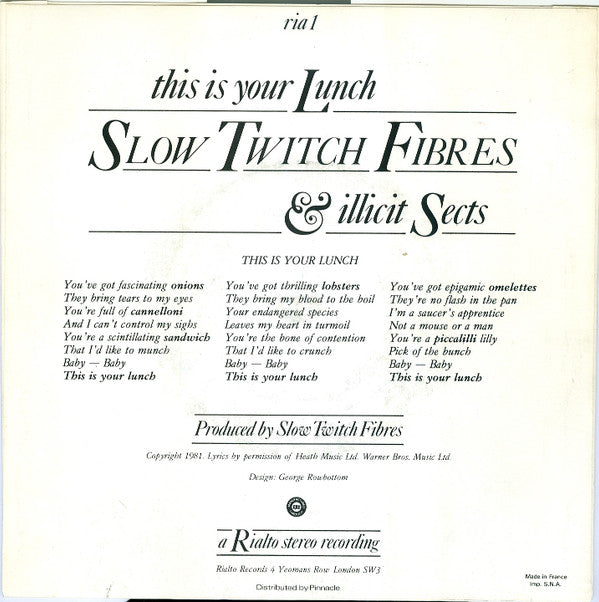 ria 1
this is your Lunch
SLOW TWITCH FIBRES
& illicit Sects
THIS IS YOUR LUNCH
You've got fascinating onions
They bring tears to my eyes
You're full of cannelloni
And I can't control my sighs
You're a scintillating sandwich
That I'd like to munch
Baby — Baby
This is your lunch
You've got thrilling lobsters
They bring my blood to the boil
Your endangered species
Leaves my heart in turmoil
You're the bone of contention
That I'd like to crunch
Baby — Baby
This is your lunch
You've got epigamic omelettes
They're no flash in the pan
I'm a saucer's apprentice
Not a mouse or a man
You're a piccalilli lilly
Pick of the bunch
Baby — Baby
This is your lunch
Produced by Slow Twitch Fibres
Copyright 1981. Lyrics by permission of Heath Music Ltd. Warner Bros. Music Ltd.
Design: George Rowbottom
a Rialto stereo recording
Rialto Records 4 Yeomans Row London SW3
Distributed by Pinnacle
Made in France
Imp. S.N.A.